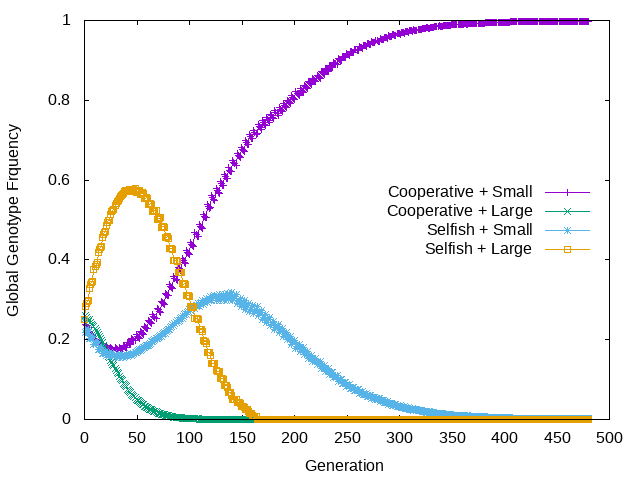 1
0.8
0.6
0.4
0.2
0
0 50 100 150 200 250 300 350 400 450 500
Global Genotype Frquency
Generation
Cooperative + Small
Cooperative + Large
Selfish + Small
Selfish + Large